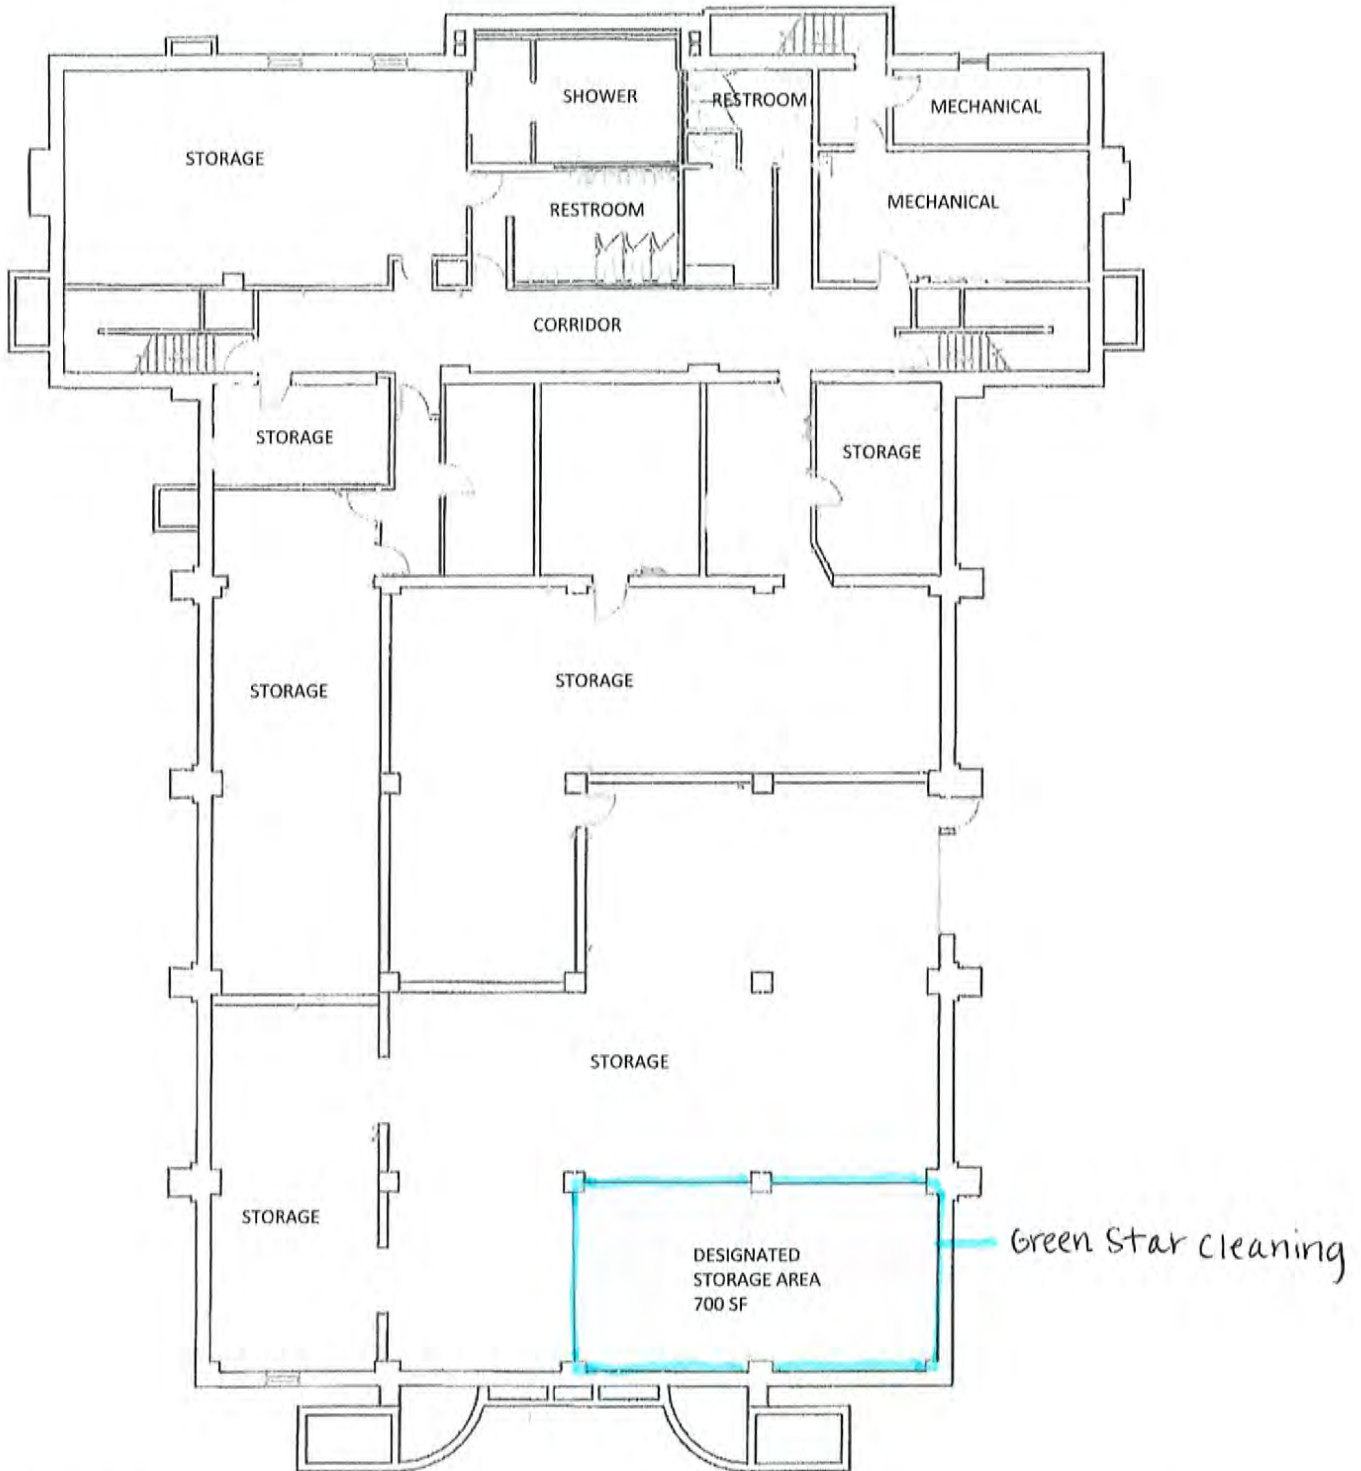 SHOWER
RESTROOM
MECHANICAL
STORAGE
MECHANICAL
RESTROOM
CORRIDOR
STORAGE
STORAGE
STORAGE
STORAGE
STORAGE
STORAGE
DESIGNATED
STORAGE AREA
700 SF
Green Star Cleaning